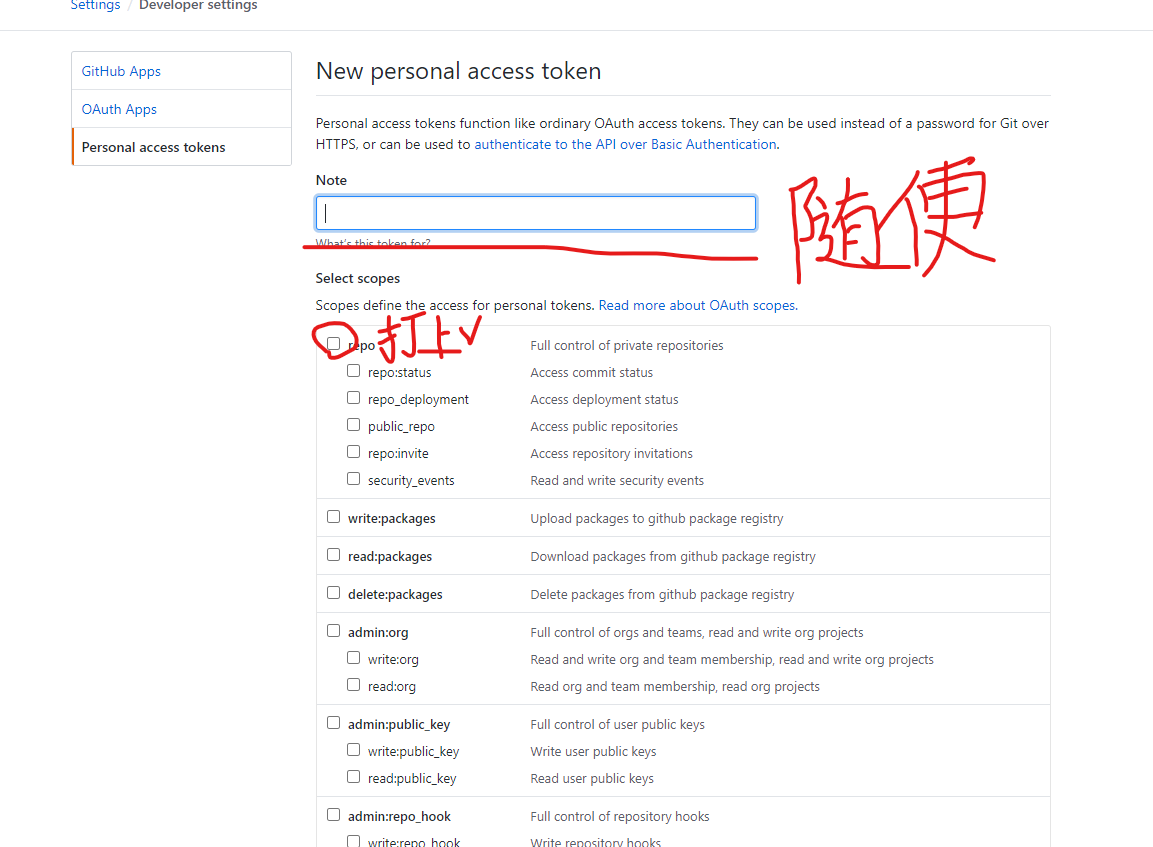 Settings / Developer settings
GitHub Apps
OAuth Apps
Personal access tokens
New personal access token
Personal access tokens function like ordinary OAuth access tokens. They can be used instead of a password for Git over
HTTPS, or can be used to authenticate to the API over Basic Authentication.
Note
随便
What's this token for?
Select scopes
Scopes define the access for personal tokens. Read more about OAuth scopes.
打上√
repo Full control of private repositories
repo:status Access commit status
repo_deployment Access deployment status
public_repo Access public repositories
repo:invite Access repository invitations
security_events Read and write security events
write:packages Upload packages to github package registry
read:packages Download packages from github package registry
delete:packages Delete packages from github package registry
admin:org Full control of orgs and teams, read and write org projects
write:org Read and write org and team membership, read and write org projects
read:org Read org and team membership, read org projects
admin:public_key Full control of user public keys
write:public_key Write user public keys
read:public_key Read user public keys
admin:repo_hook Full control of repository hooks
write:repo_hook Write repository hooks